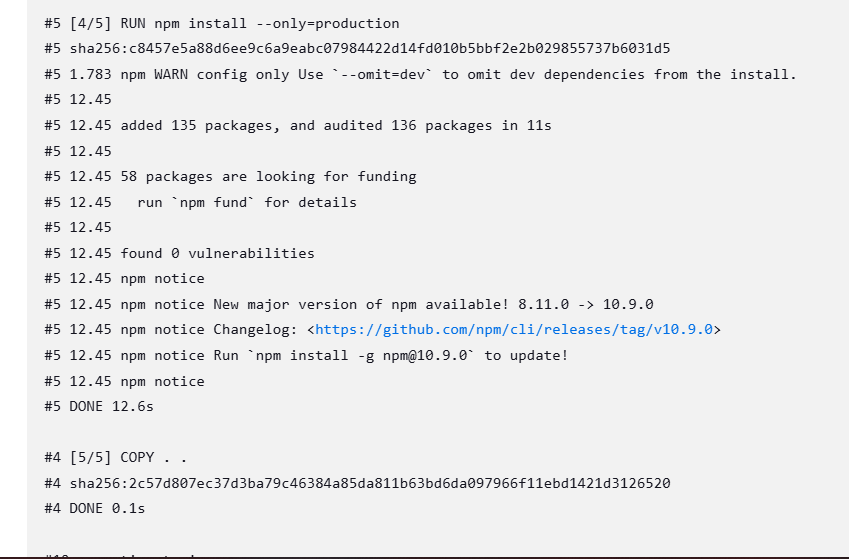 #5 [4/5] RUN npm install --only=production
#5 sha256:c8457e5a88d6ee9c6a9eabc07984422d14fd010b5bbf2e2b029855737b6031d5
#5 1.783 npm WARN config only Use `--omit=dev` to omit dev dependencies from the install.
#5 12.45
#5 12.45 added 135 packages, and audited 136 packages in 11s
#5 12.45
#5 12.45 58 packages are looking for funding
#5 12.45   run `npm fund` for details
#5 12.45
#5 12.45 found 0 vulnerabilities
#5 12.45 npm notice
#5 12.45 npm notice New major version of npm available! 8.11.0 -> 10.9.0
#5 12.45 npm notice Changelog: <https://github.com/npm/cli/releases/tag/v10.9.0>
#5 12.45 npm notice Run `npm install -g npm@10.9.0` to update!
#5 12.45 npm notice
#5 DONE 12.6s
#4 [5/5] COPY . .
#4 sha256:2c57d807ec37d3ba79c46384a85da811b63bd6da097966f11ebd1421d3126520
#4 DONE 0.1s